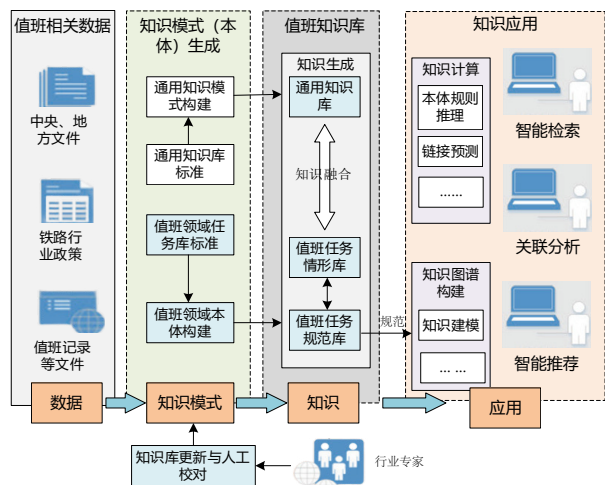 值班相关数据
中央、地
方文件
铁路行
业政策
值班记录
等文件
数据
知识模式（本
体）生成
通用知识模
式构建
通用知识库
标准
值班领域任
务库标准
值班领域本
体构建
知识模式
知识库更新与人工
校对
值班知识库
知识生成
通用知识
库
知识融合
值班任务
情形库
值班任务
规范库
知识
行业专家
规范
知识应用
知识计算
本体规则
推理
链接预测
......
知识图谱
构建
知识建模
... ...
智能检索
关联分析
智能推荐
应用